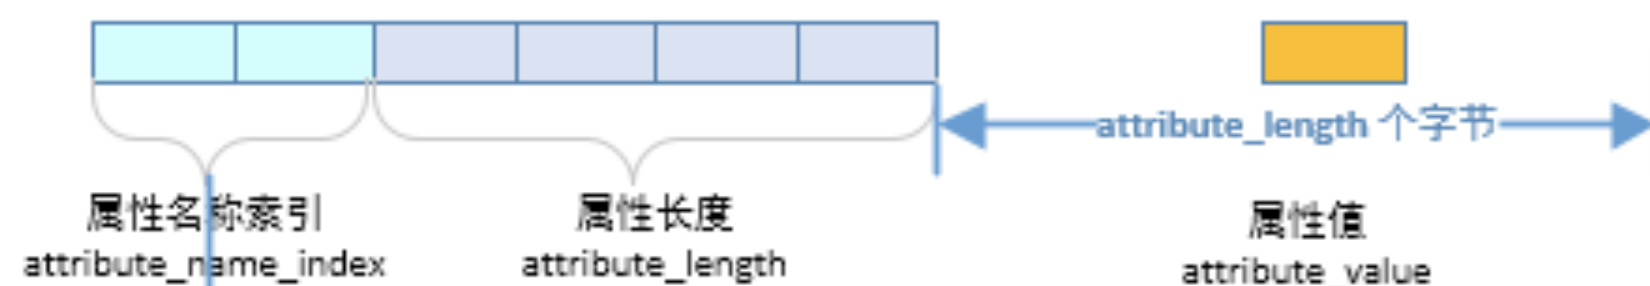 attribute_length 个字节
属性名称索引
attribute_name_index
属性长度
attribute_length
属性值
attribute_value